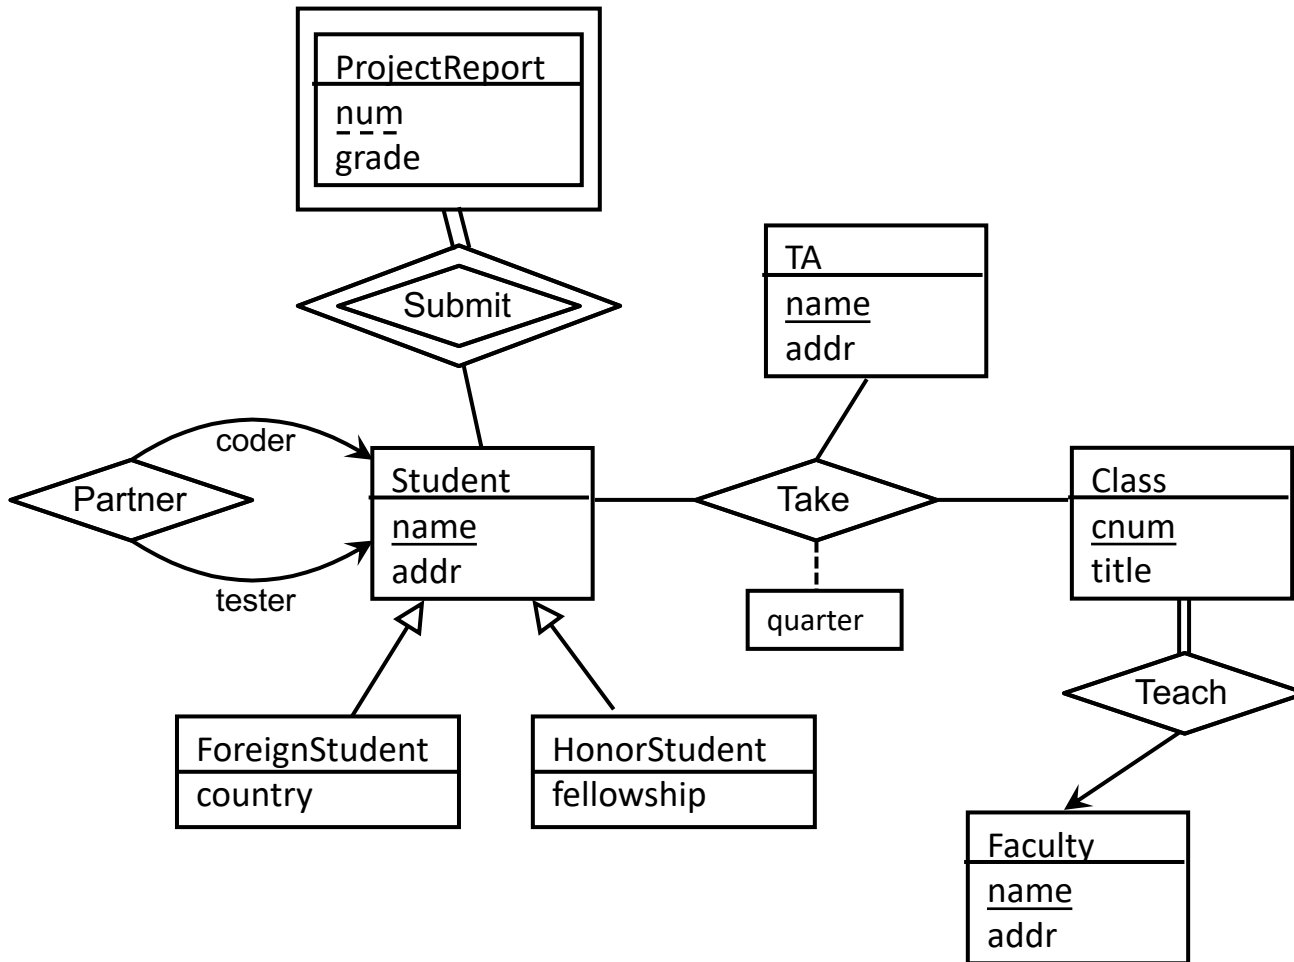 ProjectReport
num
grade
Submit
TA
name
addr
coder
Partner
tester
Student
name
addr
Take
quarter
Class
cnum
title
Teach
ForeignStudent
country
HonorStudent
fellowship
Faculty
name
addr